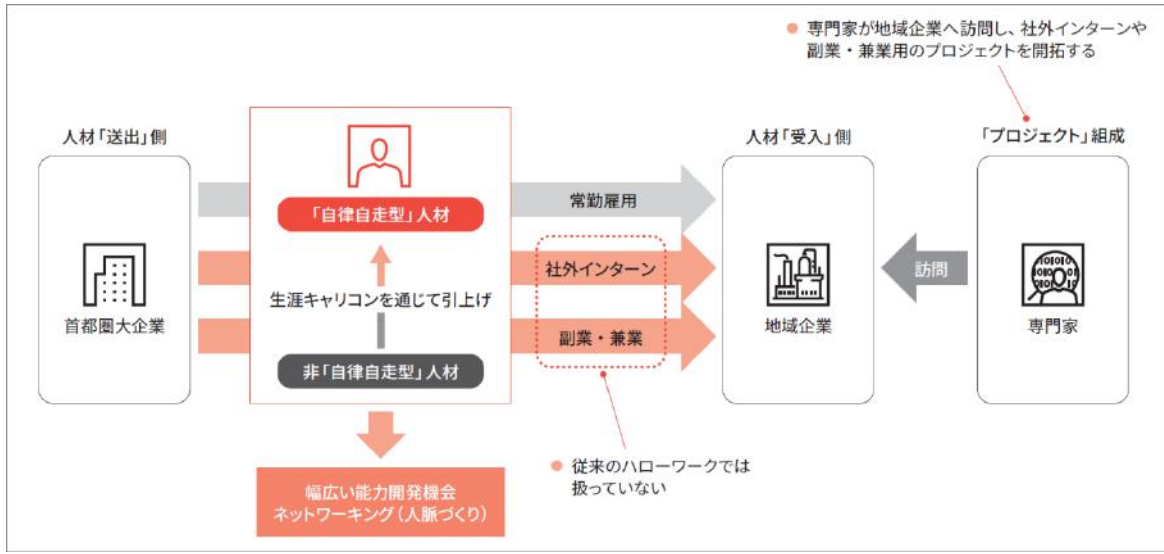 専門家が地域企業へ訪問し、社外インターンや
副業・兼業用のプロジェクトを開拓する
人材「送出」側
人材「受入」側
「プロジェクト」組成
「自律自走型」人材
常勤雇用
社外インターン
訪問
生涯キャリコンを通じて引上げ
首都圏大企業
副業・兼業
地域企業
専門家
非「自律自走型」人材
従来のハローワークでは
扱っていない
幅広い能力開発機会
ネットワーキング(人脈づくり)